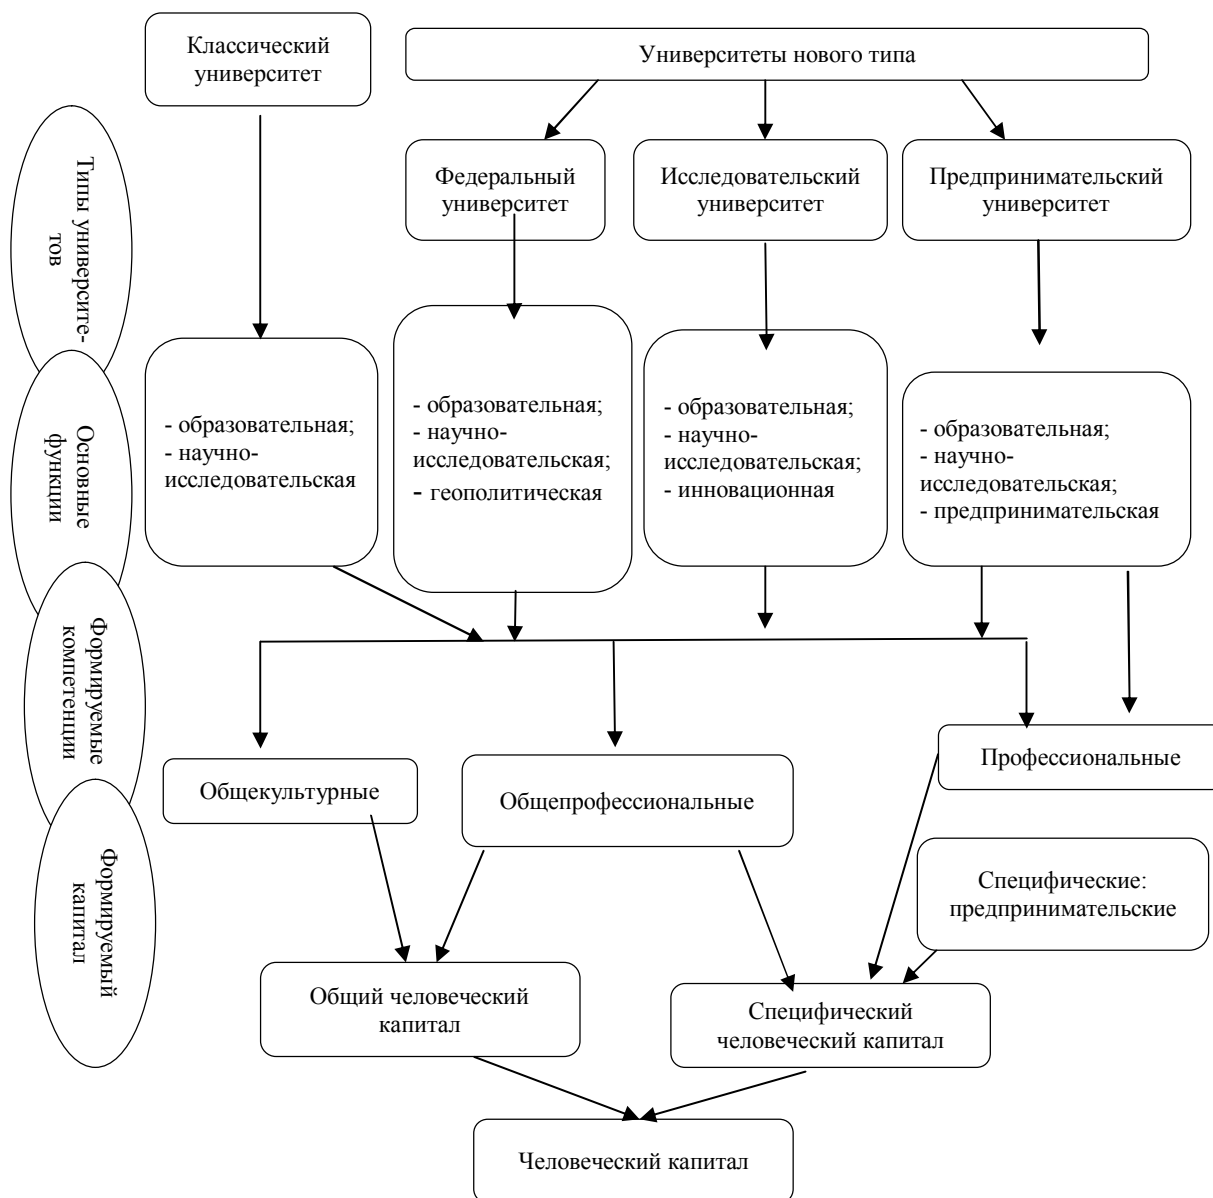 Классический
университет
Университеты нового типа
Типы университе-
тов
Федеральный
университет
Исследовательский
университет
Предпринимательский
университет
Основные
функции
- образовательная;
- научно-
исследовательская
- образовательная;
- научно-
исследовательская;
- геополитическая
- образовательная;
- научно-
исследовательская;
- инновационная
- образовательная;
- научно-
исследовательская;
- предпринимательская
Формируемые
компетенции
Общекультурные
Общепрофессиональные
Профессиональные
Специфические:
предпринимательские
Формируемый
капитал
Общий человеческий
капитал
Специфический
человеческий капитал
Человеческий капитал